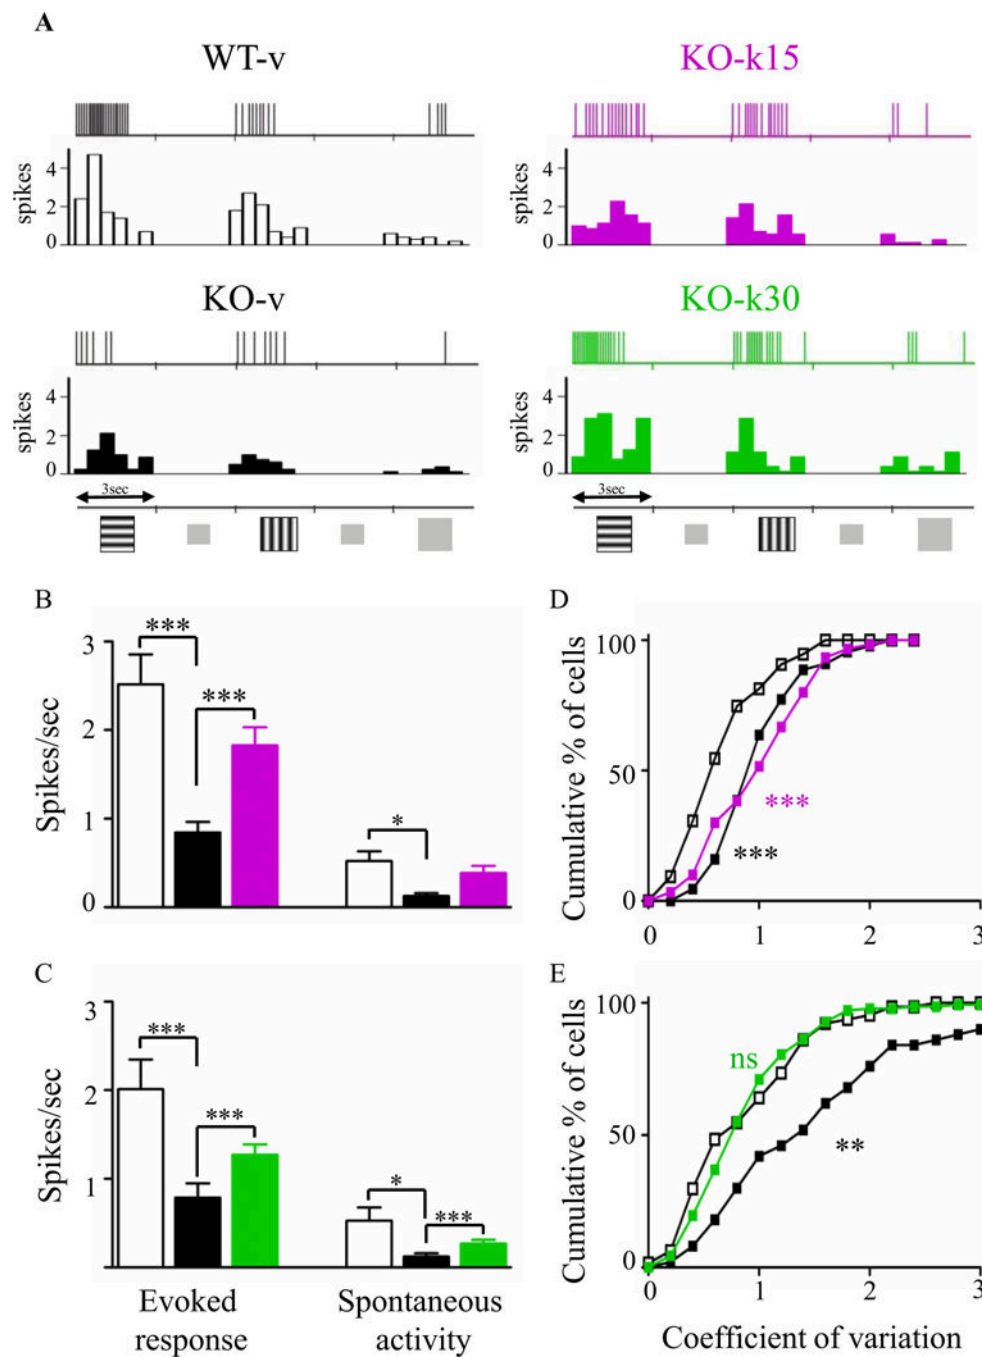 A
WT-v
KO-k15
spikes
4
2
0
spikes
4
2
0
KO-v
KO-k30
spikes
4
2
0
spikes
4
2
0
3sec
3sec
B
3
2
1
0
Spikes/sec
***
***
*
D
100
50
0
Cumulative % of cells
***
***
0 1 2 3
C
3
2
1
Spikes/sec
***
***
*
***
Evoked
response
Spontaneous
activity
E
100
50
0
Cumulative % of cells
ns
**
0 1 2 3
Coefficient of variation